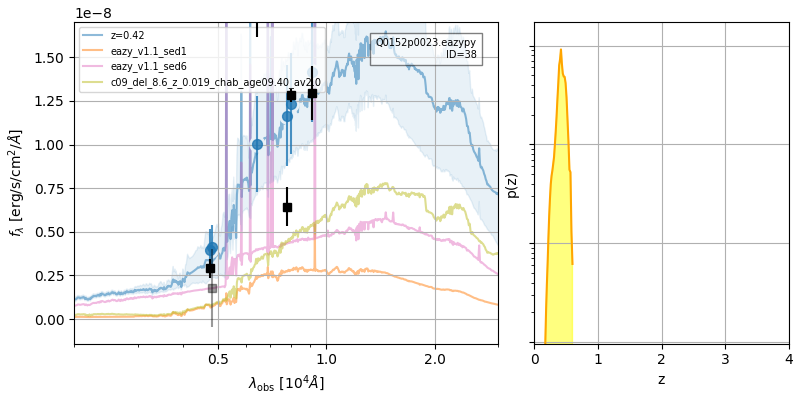 1e−8
z=0.42
eazy_v1.1_sed1
eazy_v1.1_sed6
c09_del_8.6_z_0.019_chab_age09.40_av2.0
Q0152p0023.eazypy
ID=38
1.50
1.25
1.00
0.75
0.50
0.25
0.00
fλ [erg/s/cm²/Å]
0.5
1.0
2.0
λobs [10⁴Å]
p(z)
0
1
2
3
4
z